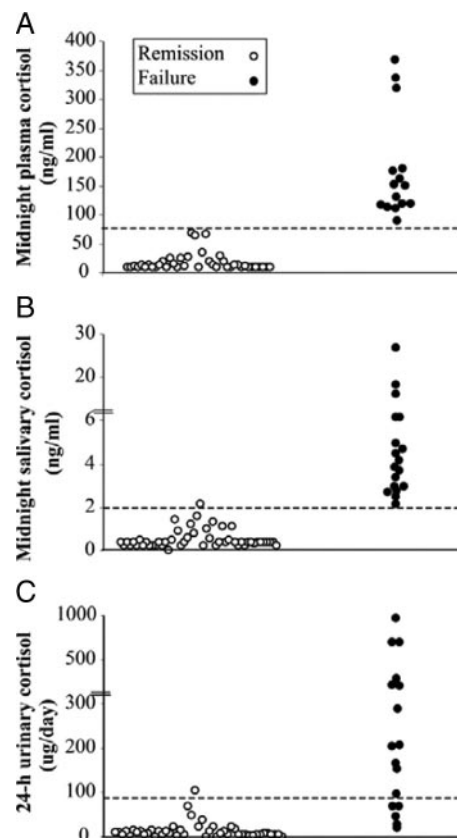 A
Remission
Failure
Midnight plasma cortisol
(ng/ml)
400
350
300
250
200
150
100
50
0
B
Midnight salivary cortisol
(ng/ml)
30
20
6
4
2
0
C
24-h urinary cortisol
(ug/day)
1000
500
300
200
100
0